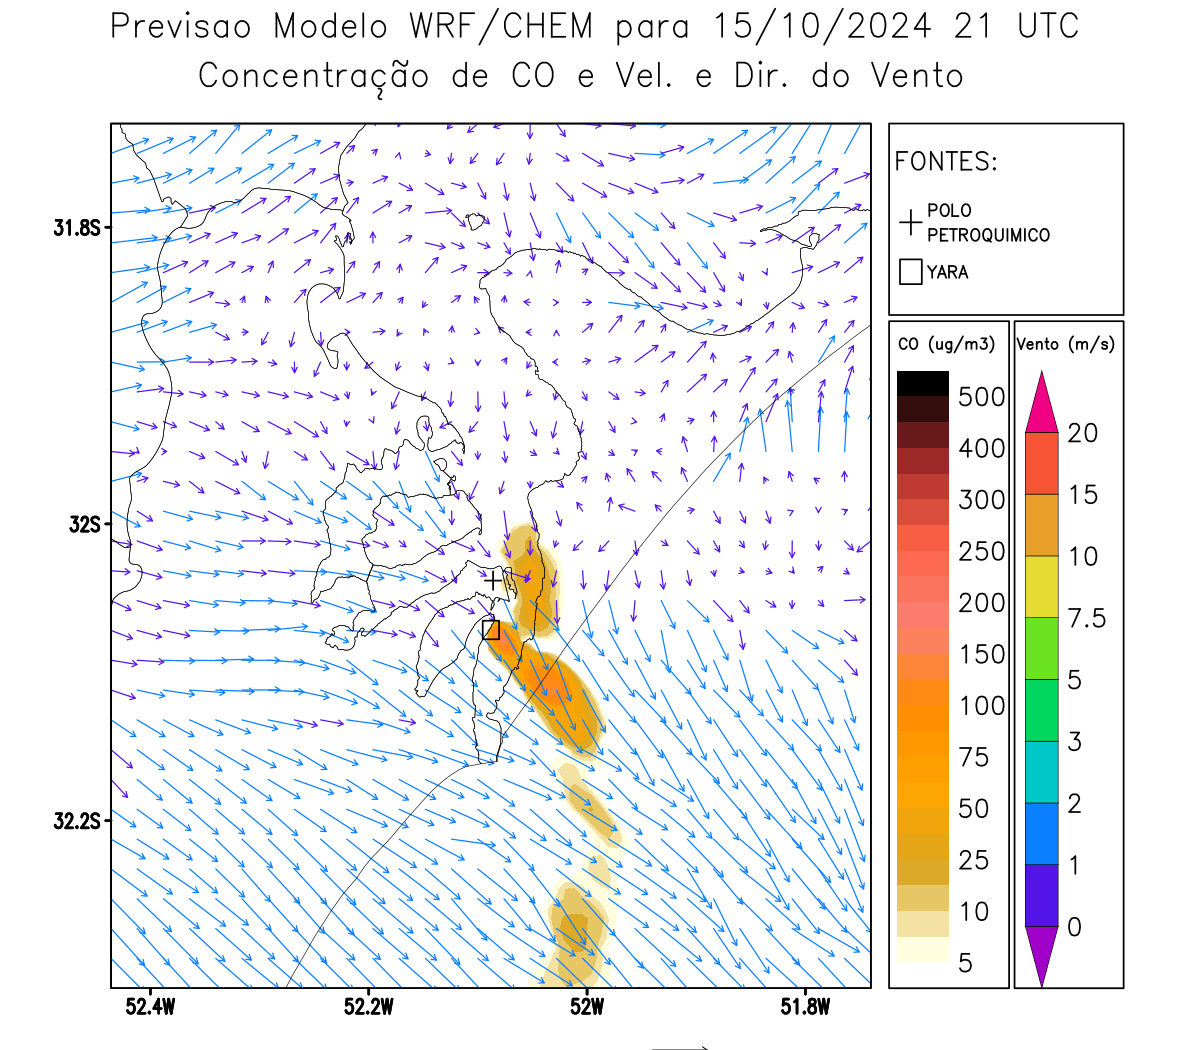 Previsao Modelo WRF/CHEM para 15/10/2024 21 UTC
Concentração de CO e Vel. e Dir. do Vento
FONTES:
POLO
PETROQUIMICO
YARA
CO (ug/m3)
500
400
300
250
200
150
100
75
50
25
10
5
Vento (m/s)
20
15
10
7.5
5
3
2
1
0
31.8S
32S
32.2S
52.4W
52.2W
52W
51.8W